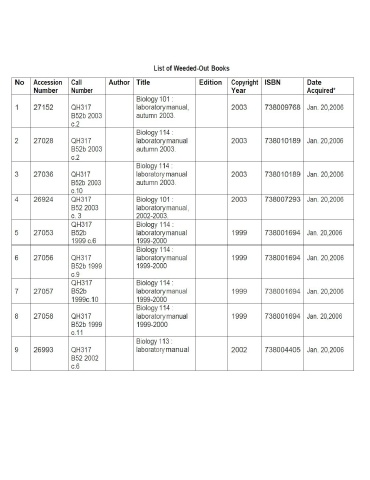 List of Weeded-Out Books
No Accession Number Call Number Author Title Edition Copyright Year ISBN Date Acquired*
1 27152 QH317 B52b 2003 c.2 Biology 101 : laboratory manual, autumn 2003. 2003 738009768 Jan. 20,2006
2 27028 QH317 B52b 2003 c.2 Biology 114 : laboratory manual autumn 2003. 2003 738010189 Jan. 20,2006
3 27036 QH317 B52b 2003 c.10 Biology 114 : laboratory manual autumn 2003. 2003 738010189 Jan. 20,2006
4 26924 QH317 B52 2003 c. 3 Biology 101 : laboratory manual, 2002-2003. 2003 738007293 Jan. 20,2006
5 27053 QH317 B52b 1999 c.6 Biology 114 : laboratory manual 1999-2000 1999 738001694 Jan. 20,2006
6 27056 QH317 B52b 1999 c.9 Biology 114 : laboratory manual 1999-2000 1999 738001694 Jan. 20,2006
7 27057 QH317 B52b 1999c.10 Biology 114 : laboratory manual 1999-2000 1999 738001694 Jan. 20,2006
8 27058 QH317 B52b 1999 c.11 Biology 114 laboratory manual 1999-2000 1999 738001694 Jan. 20,2006
9 26993 QH317 B52 2002 c.6 Biology 113 : laboratory manual 2002 738004405 Jan. 20,2006